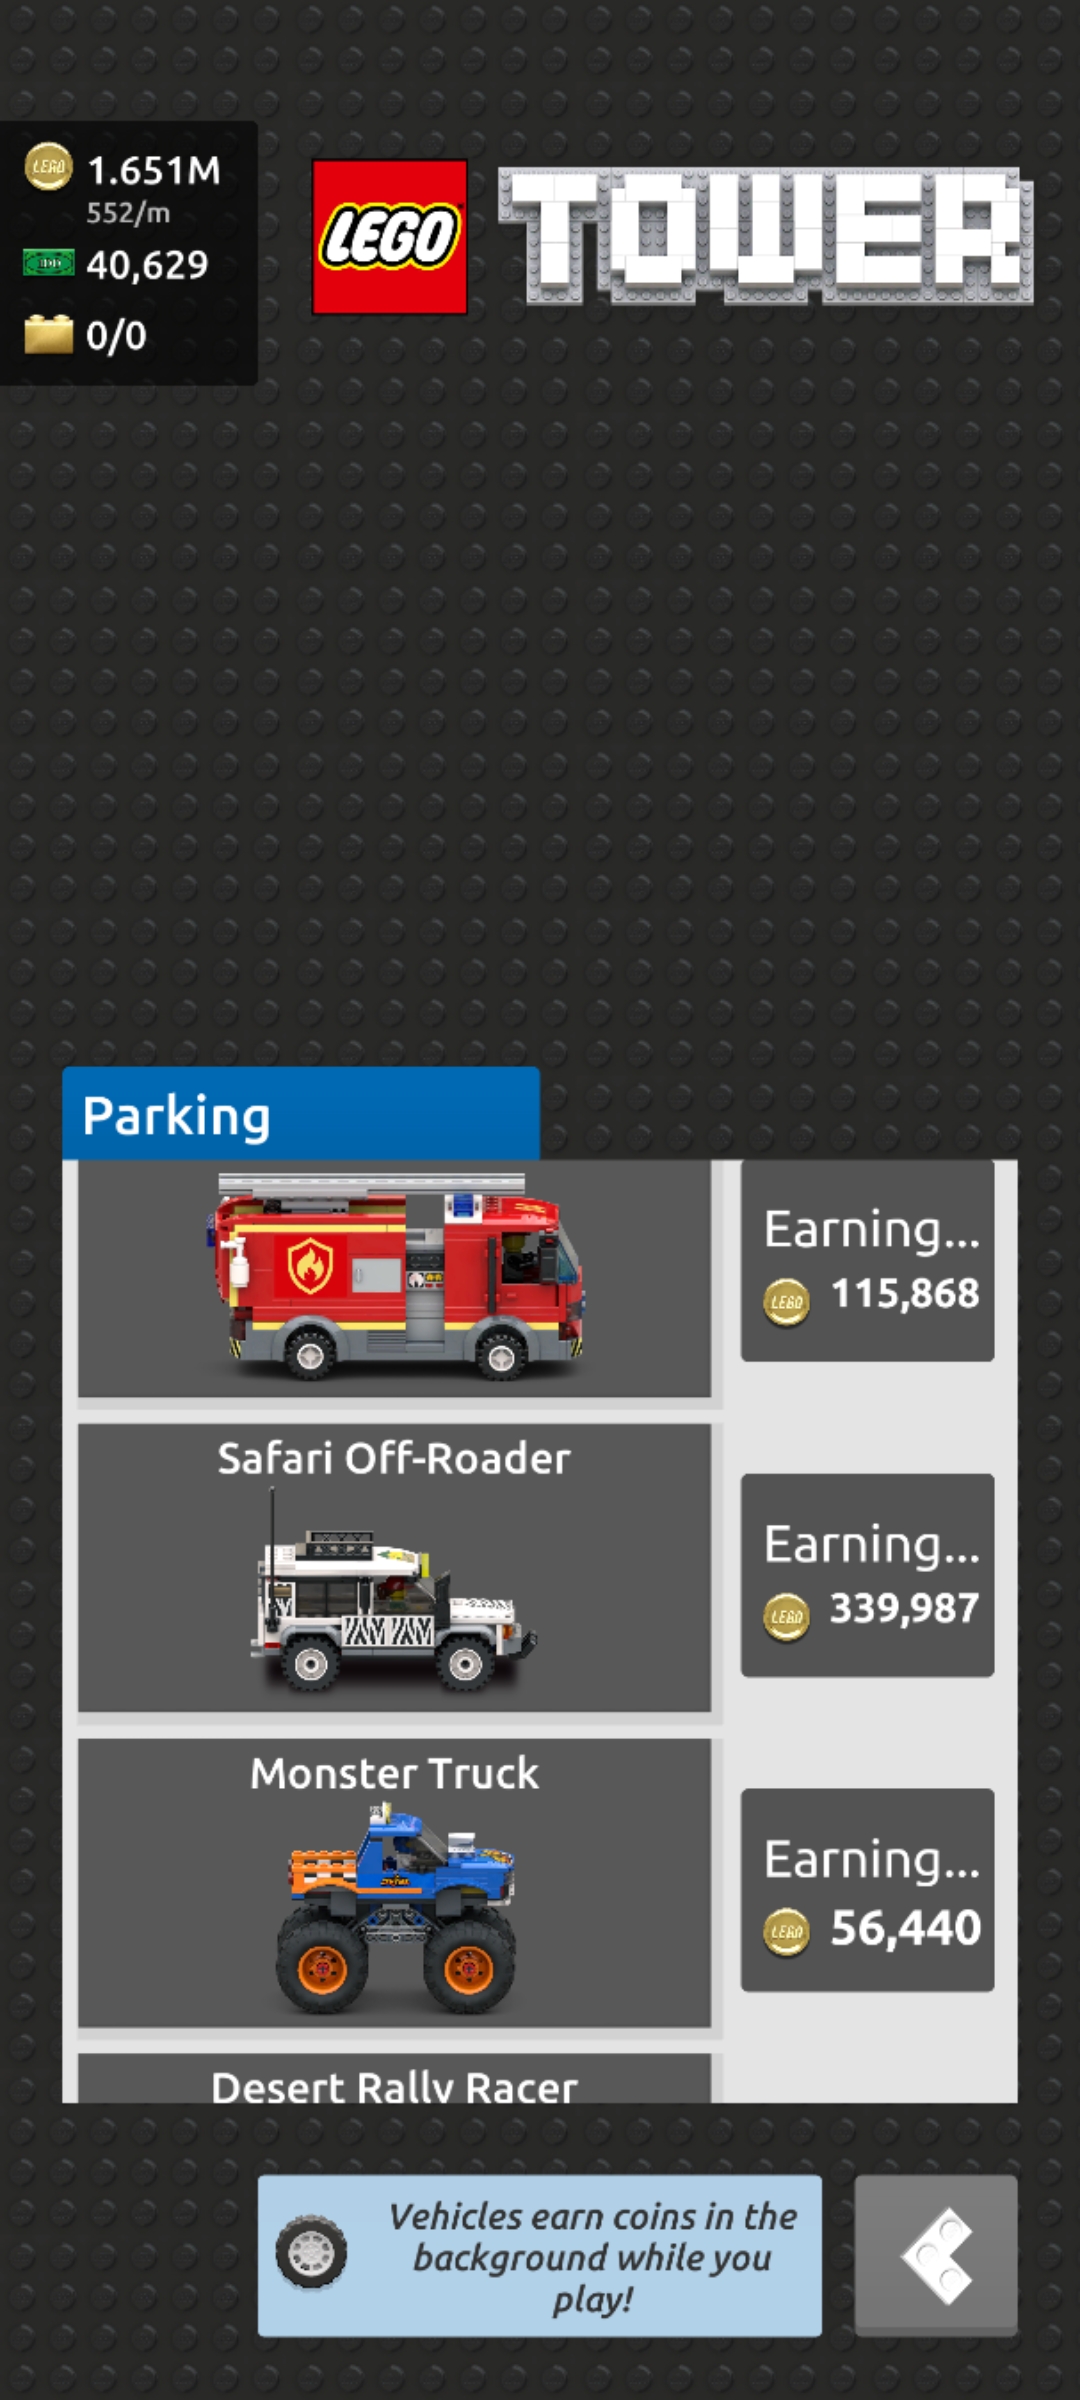 1.651M
552/m
40,629
0/0
LEGO
TOWER
Parking
Earning...
115,868
Safari Off-Roader
Earning...
339,987
Monster Truck
Earning...
56,440
Desert Rally Racer
Vehicles earn coins in the
background while you
play!